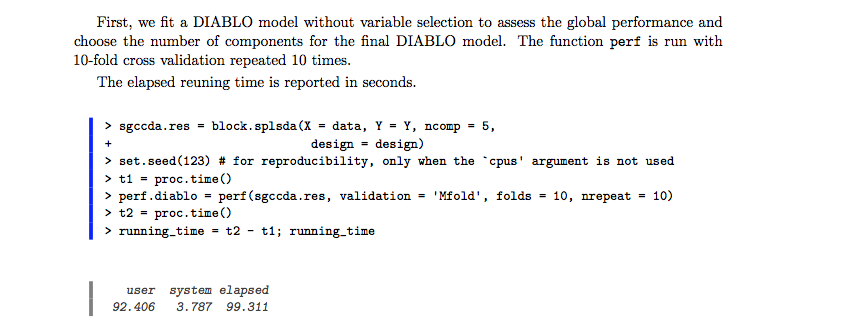 First, we fit a DIABLO model without variable selection to assess the global performance and
choose the number of components for the final DIABLO model. The function perf is run with
10-fold cross validation repeated 10 times.
The elapsed reuning time is reported in seconds.
> sgccda.res = block.splsda(X = data, Y = Y, ncomp = 5,
+                           design = design)
> set.seed(123) # for reproducibility, only when the `cpus' argument is not used
> t1 = proc.time()
> perf.diablo = perf(sgccda.res, validation = 'Mfold', folds = 10, nrepeat = 10)
> t2 = proc.time()
> running_time = t2 - t1; running_time
user  system elapsed
92.406   3.787  99.311